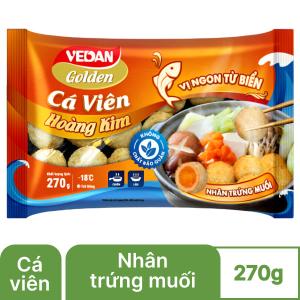 VEDAN
Golden
Cá Viên
Hoàng Kim
VỊ NGON TỪ BIỂN
KHÔNG
CHẤT BẢO QUẢN
270g
-18°C
NHÂN TRỨNG MUỐI
Cá
viên
Nhân
trứng muối
270g